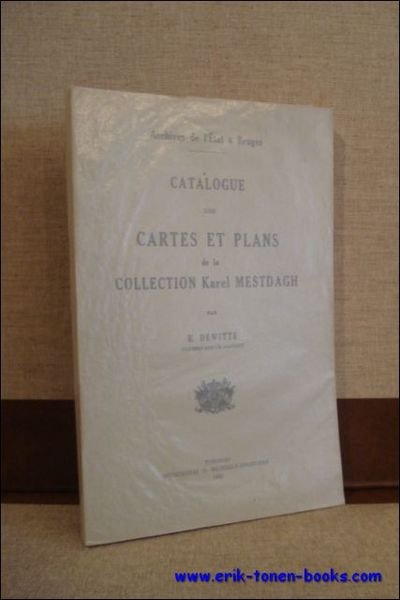 Archives de l'État à Bruges
CATALOGUE
DES
CARTES ET PLANS
de la
COLLECTION Karel MESTDAGH
PAR
E. DEWITTE
www.erik-tonen-books.com